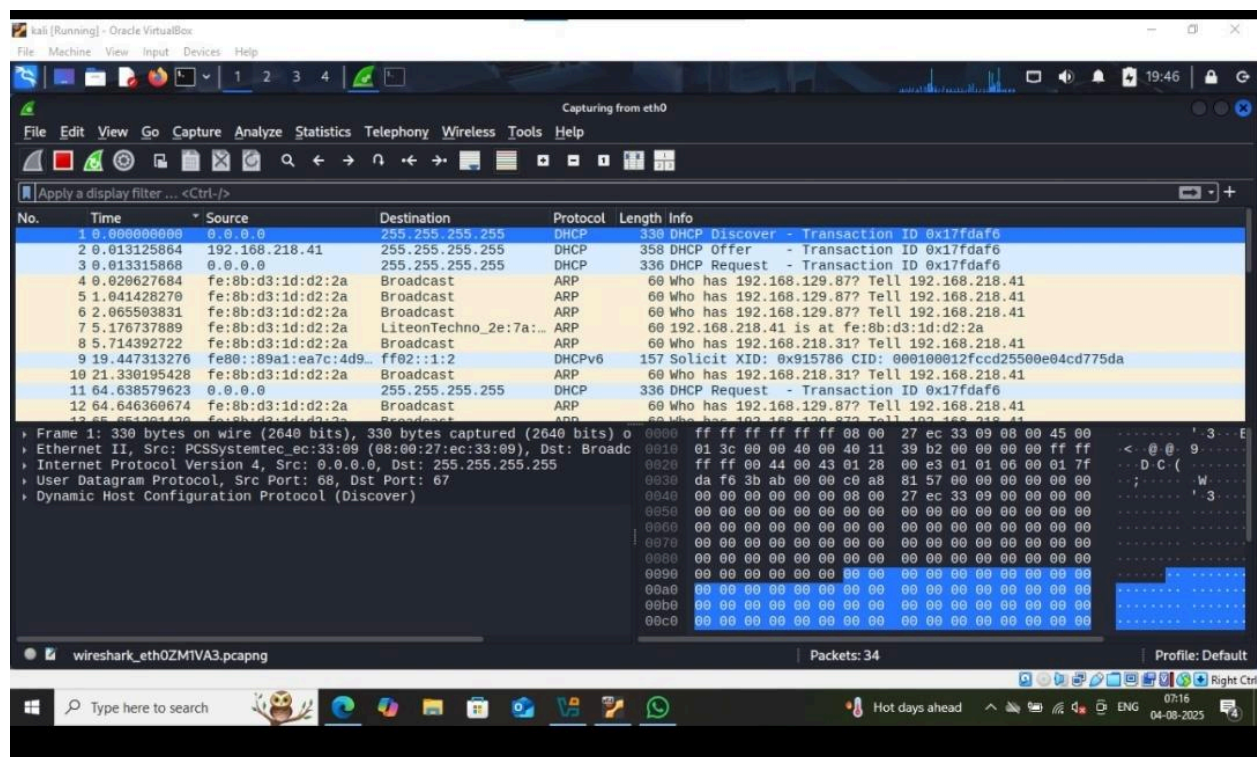 kali [Running] - Oracle VirtualBox
File Machine View Input Devices Help
1 2 3 4
19:46
Capturing from eth0
File Edit View Go Capture Analyze Statistics Telephony Wireless Tools Help
Apply a display filter ... <Ctrl-/>
No. Time Source Destination Protocol Length Info
1 0.000000000 0.0.0.0 255.255.255.255 DHCP 330 DHCP Discover - Transaction ID 0x17fdaf6
2 0.013125864 192.168.218.41 255.255.255.255 DHCP 358 DHCP Offer - Transaction ID 0x17fdaf6
3 0.013315868 0.0.0.0 255.255.255.255 DHCP 336 DHCP Request - Transaction ID 0x17fdaf6
4 0.020627684 fe:8b:d3:1d:d2:2a Broadcast ARP 60 Who has 192.168.129.87? Tell 192.168.218.41
5 1.041428270 fe:8b:d3:1d:d2:2a Broadcast ARP 60 Who has 192.168.129.87? Tell 192.168.218.41
6 2.065503831 fe:8b:d3:1d:d2:2a Broadcast ARP 60 Who has 192.168.129.87? Tell 192.168.218.41
7 5.176737889 fe:8b:d3:1d:d2:2a LiteonTechno_2e:7a:... ARP 60 192.168.218.41 is at fe:8b:d3:1d:d2:2a
8 5.714392722 fe:8b:d3:1d:d2:2a Broadcast ARP 60 Who has 192.168.218.31? Tell 192.168.218.41
9 19.447313276 fe80::89a1:ea7c:4d9... ff02::1:2 DHCPv6 157 Solicit XID: 0x915786 CID: 000100012fccd25500e04cd775da
10 21.330195428 fe:8b:d3:1d:d2:2a Broadcast ARP 60 Who has 192.168.218.31? Tell 192.168.218.41
11 64.638579623 0.0.0.0 255.255.255.255 DHCP 336 DHCP Request - Transaction ID 0x17fdaf6
12 64.646360674 fe:8b:d3:1d:d2:2a Broadcast ARP 60 Who has 192.168.129.87? Tell 192.168.218.41
Frame 1: 330 bytes on wire (2640 bits), 330 bytes captured (2640 bits) o
Ethernet II, Src: PCSSystemtec_ec:33:09 (08:00:27:ec:33:09), Dst: Broadc
Internet Protocol Version 4, Src: 0.0.0.0, Dst: 255.255.255.255
User Datagram Protocol, Src Port: 68, Dst Port: 67
Dynamic Host Configuration Protocol (Discover)
0000 ff ff ff ff ff ff 08 00 27 ec 33 09 08 00 45 00 ········ '·3···E
0010 01 3c 00 00 40 00 40 11 39 b2 00 00 00 00 ff ff ·<··@·@· 9·······
0020 ff ff 00 44 00 43 01 28 00 e3 01 01 06 00 01 7f ···D·C·( ········
0030 da f6 3b ab 00 00 c0 a8 81 57 00 00 00 00 00 00 ··;····· ·W······
0040 00 00 00 00 00 00 08 00 27 ec 33 09 00 00 00 00 ········ '·3·····
0050 00 00 00 00 00 00 00 00 00 00 00 00 00 00 00 00 ········ ········
0060 00 00 00 00 00 00 00 00 00 00 00 00 00 00 00 00 ········ ········
0070 00 00 00 00 00 00 00 00 00 00 00 00 00 00 00 00 ········ ········
0080 00 00 00 00 00 00 00 00 00 00 00 00 00 00 00 00 ········ ········
0090 00 00 00 00 00 00 00 00 00 00 00 00 00 00 00 00 ········ ········
00a0 00 00 00 00 00 00 00 00 00 00 00 00 00 00 00 00 ········ ········
00b0 00 00 00 00 00 00 00 00 00 00 00 00 00 00 00 00 ········ ········
00c0 00 00 00 00 00 00 00 00 00 00 00 00 00 00 00 00 ········ ········
wireshark_eth0ZM1VA3.pcapng Packets: 34 Profile: Default
Right Ctrl
Type here to search Hot days ahead ENG 07:16
04-08-2025